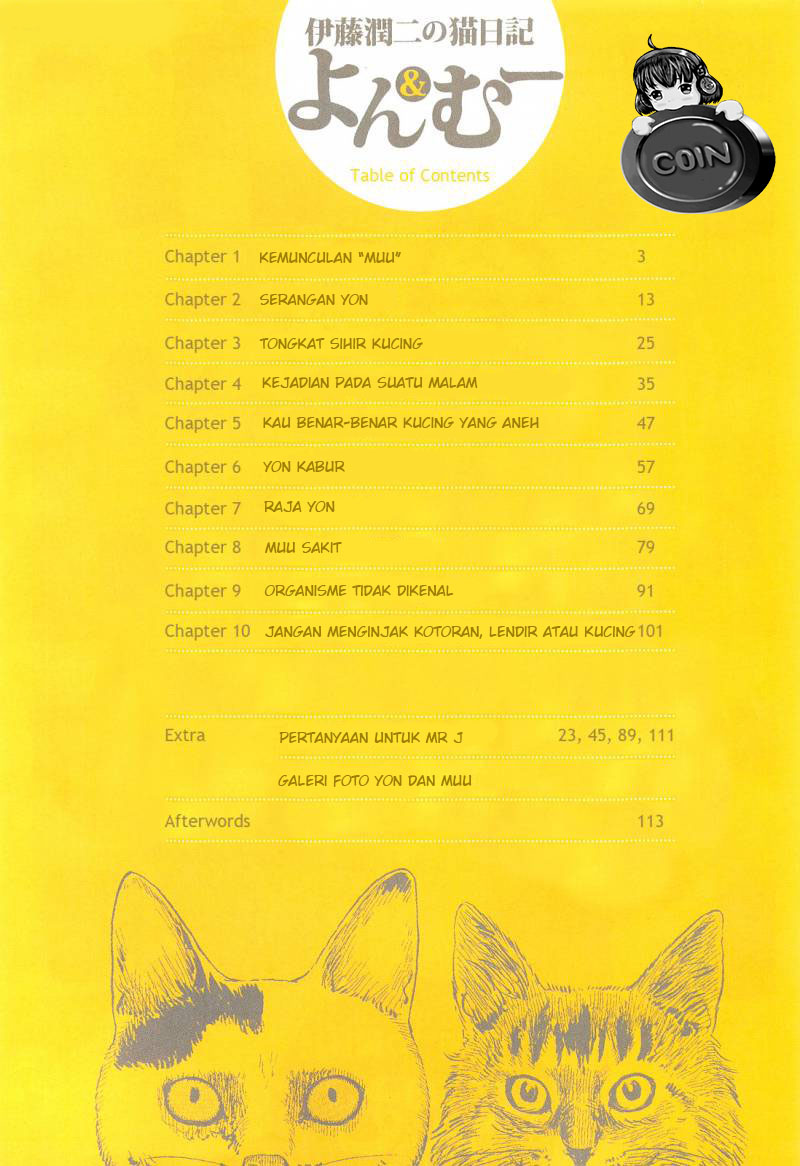 伊藤潤二の猫日記
よん&むー
Table of Contents
COIN
Chapter 1 KEMUNCULAN "MUU" 3
Chapter 2 SERANGAN YON 13
Chapter 3 TONGKAT SIHIR KUCING 25
Chapter 4 KEJADIAN PADA SUATU MALAM 35
Chapter 5 KAU BENAR-BENAR KUCING YANG ANEH 47
Chapter 6 YON KABUR 57
Chapter 7 RAJA YON 69
Chapter 8 MUU SAKIT 79
Chapter 9 ORGANISME TIDAK DIKENAL 91
Chapter 10 JANGAN MENGINJAK KOTORAN, LENDIR ATAU KUCING 101
Extra PERTANYAAN UNTUK MR J 23, 45, 89, 111
GALERI FOTO YON DAN MUU
Afterwords 113